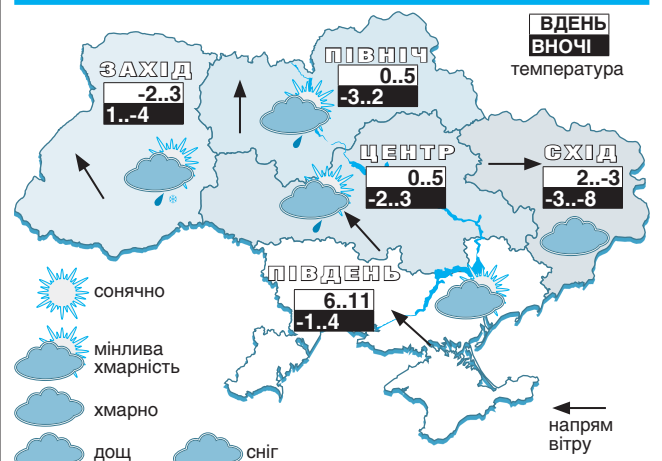 ВДЕНЬ
ВНОЧІ
температура
ПІВНІЧ
0..5
-3..2
ЗАХІД
-2..3
1..-4
ЦЕНТР
0..5
-2..3
СХІД
2..-3
-3..-8
ПІВДЕНЬ
6..11
-1..4
сонячно
мінлива
хмарність
хмарно
дощ
сніг
напрям
вітру